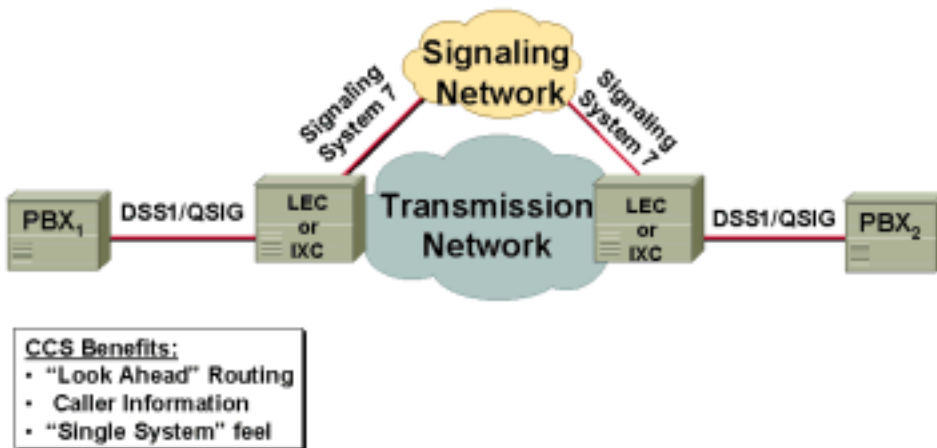 Signaling
Network
Signaling
System 7
Signaling
System 7
PBX1
DSS1/QSIG
LEC
or
IXC
Transmission
Network
LEC
or
IXC
DSS1/QSIG
PBX2
CCS Benefits:
• “Look Ahead” Routing
• Caller Information
• “Single System” feel